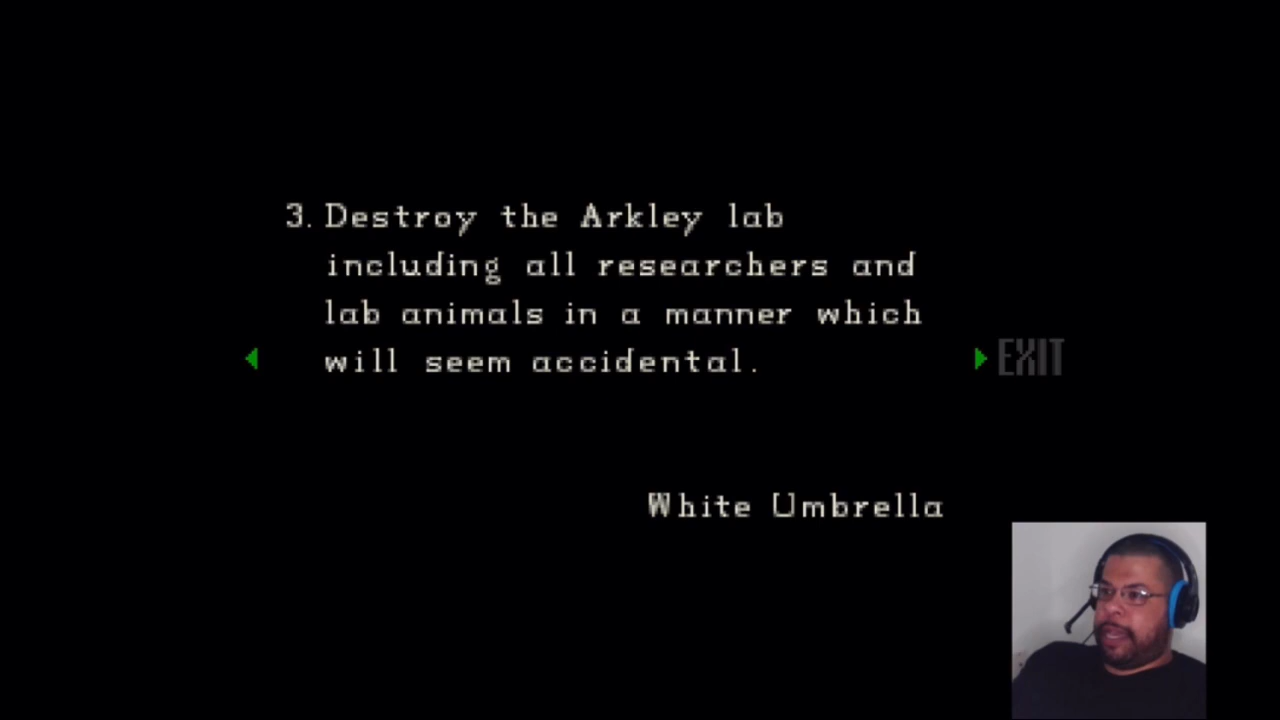 3. Destroy the Arkley lab
including all researchers and
lab animals in a manner which
will seem accidental.
EXIT
White Umbrella